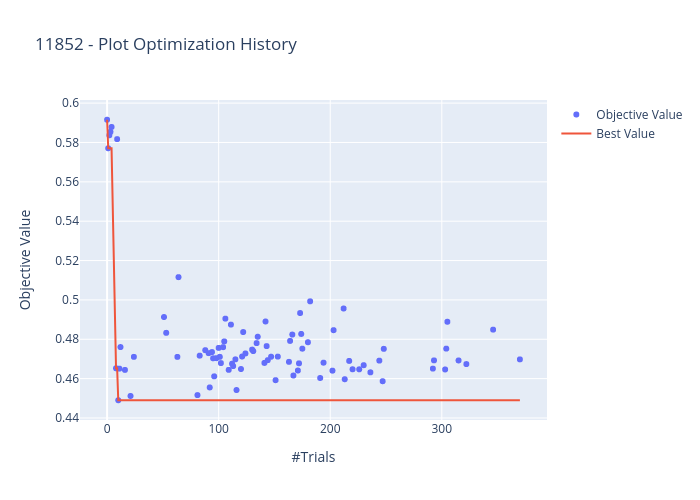 11852 - Plot Optimization History
Objective Value
Best Value
0.6
0.58
0.56
0.54
0.52
0.5
0.48
0.46
0.44
0
100
200
300
#Trials
Objective Value